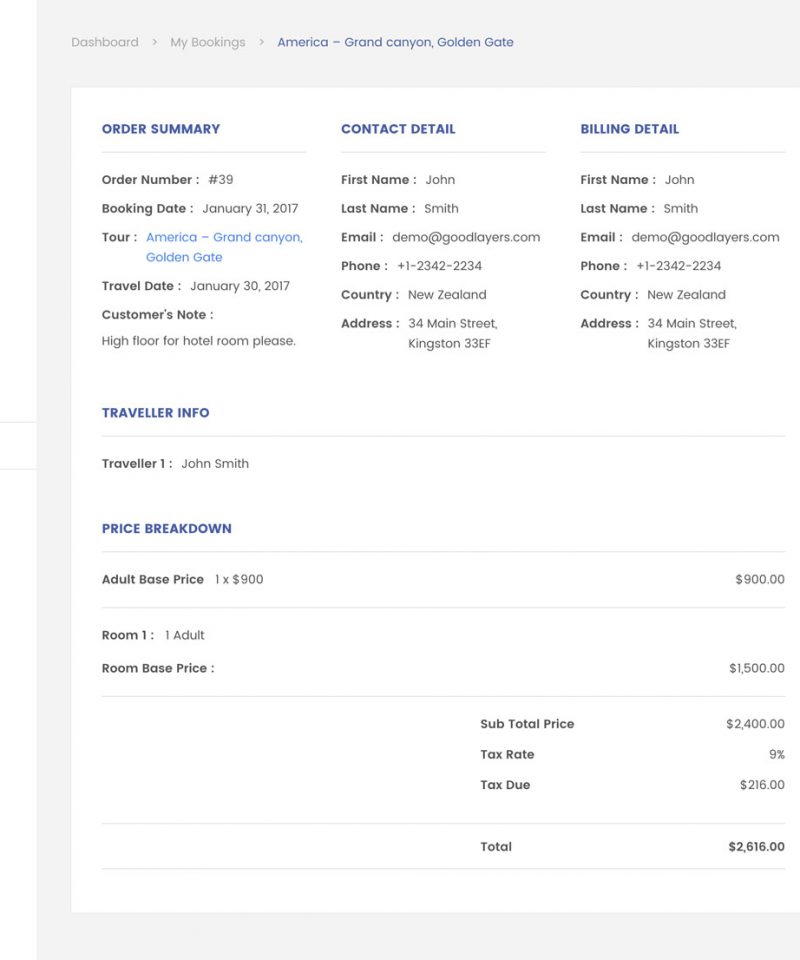 Dashboard > My Bookings > America – Grand canyon, Golden Gate
ORDER SUMMARY
Order Number : #39
Booking Date : January 31, 2017
Tour : America – Grand canyon,
Golden Gate
Travel Date : January 30, 2017
Customer's Note :
High floor for hotel room please.
CONTACT DETAIL
First Name : John
Last Name : Smith
Email : demo@goodlayers.com
Phone : +1-2342-2234
Country : New Zealand
Address : 34 Main Street,
Kingston 33EF
BILLING DETAIL
First Name : John
Last Name : Smith
Email : demo@goodlayers.com
Phone : +1-2342-2234
Country : New Zealand
Address : 34 Main Street,
Kingston 33EF
TRAVELLER INFO
Traveller 1 : John Smith
PRICE BREAKDOWN
Adult Base Price 1 x $900 $900.00
Room 1 : 1 Adult
Room Base Price : $1,500.00
Sub Total Price $2,400.00
Tax Rate 9%
Tax Due $216.00
Total $2,616.00